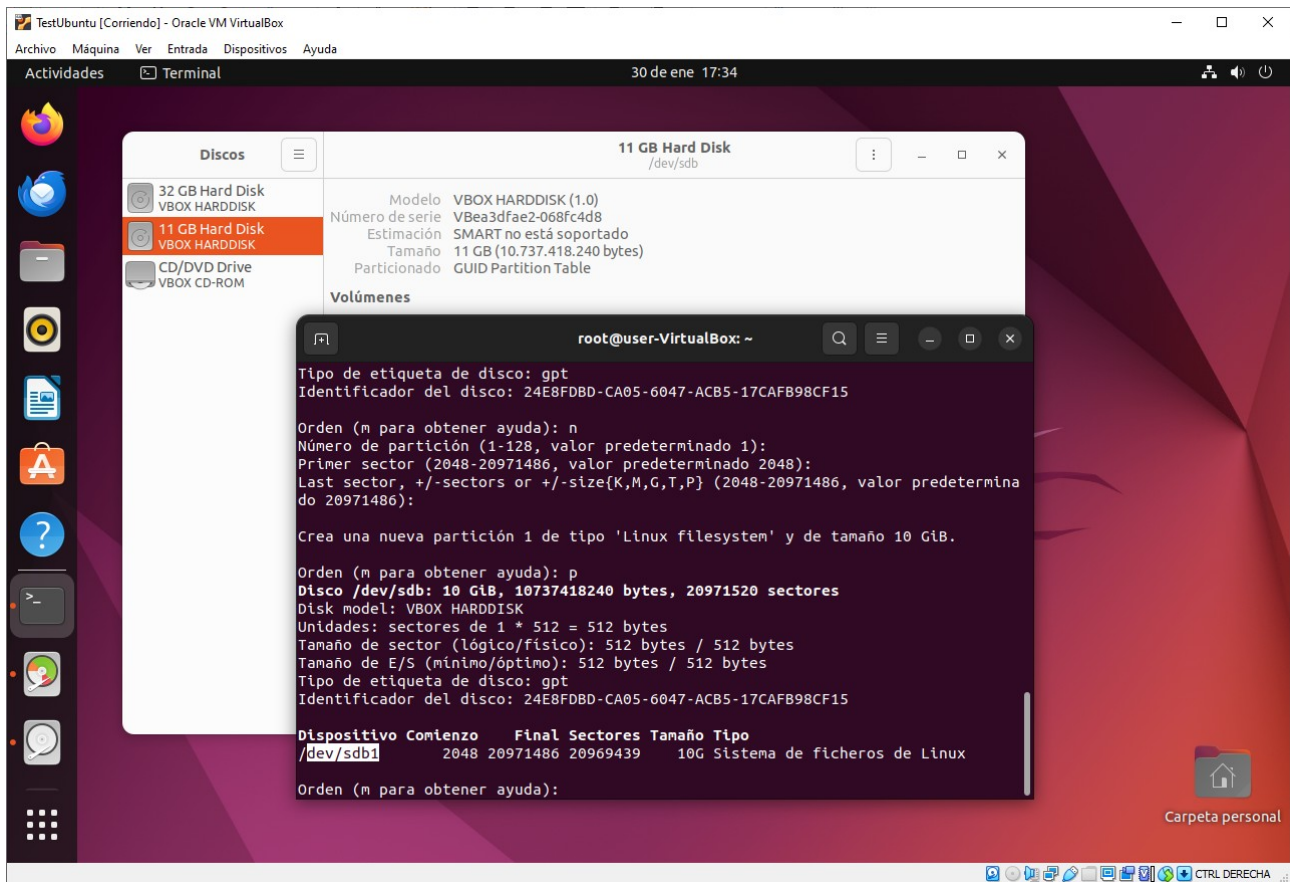 TestUbuntu [Corriendo] - Oracle VM VirtualBox
Archivo Máquina Ver Entrada Dispositivos Ayuda
Actividades Terminal 30 de ene 17:34
Discos
11 GB Hard Disk
/dev/sdb
32 GB Hard Disk
VBOX HARDDISK
11 GB Hard Disk
VBOX HARDDISK
CD/DVD Drive
VBOX CD-ROM
Modelo VBOX HARDDISK (1.0)
Número de serie VBea3dfae2-068fc4d8
Estimación SMART no está soportado
Tamaño 11 GB (10.737.418.240 bytes)
Particionado GUID Partition Table
Volúmenes
root@user-VirtualBox: ~
Tipo de etiqueta de disco: gpt
Identificador del disco: 24E8FDBD-CA05-6047-ACB5-17CAFB98CF15
Orden (m para obtener ayuda): n
Número de partición (1-128, valor predeterminado 1):
Primer sector (2048-20971486, valor predeterminado 2048):
Last sector, +/-sectors or +/-size{K,M,G,T,P} (2048-20971486, valor predetermina
do 20971486):
Crea una nueva partición 1 de tipo 'Linux filesystem' y de tamaño 10 GiB.
Orden (m para obtener ayuda): p
Disco /dev/sdb: 10 GiB, 10737418240 bytes, 20971520 sectores
Disk model: VBOX HARDDISK
Unidades: sectores de 1 * 512 = 512 bytes
Tamaño de sector (lógico/físico): 512 bytes / 512 bytes
Tamaño de E/S (mínimo/óptimo): 512 bytes / 512 bytes
Tipo de etiqueta de disco: gpt
Identificador del disco: 24E8FDBD-CA05-6047-ACB5-17CAFB98CF15
Dispositivo Comienzo Final Sectores Tamaño Tipo
/dev/sdb1 2048 20971486 20969439 10G Sistema de ficheros de Linux
Orden (m para obtener ayuda):
Carpeta personal
CTRL DERECHA